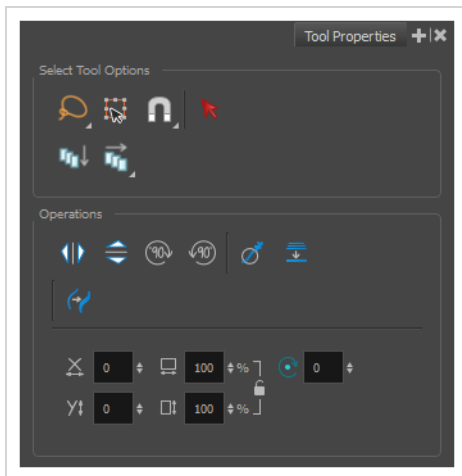 Tool Properties
Select Tool Options
Operations
90 90
X 0 100 % 0
Y 0 100 %